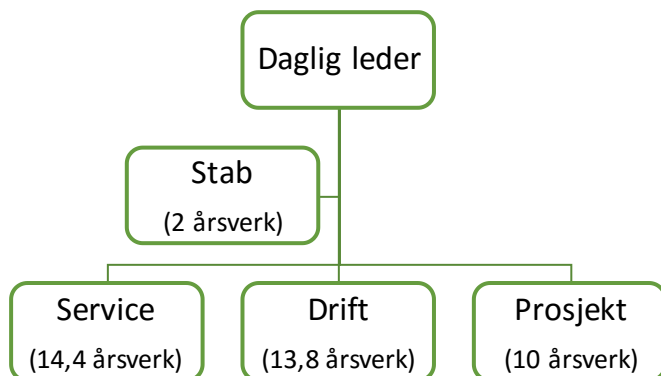 Daglig leder
Stab
(2 årsverk)
Service
(14,4 årsverk)
Drift
(13,8 årsverk)
Prosjekt
(10 årsverk)